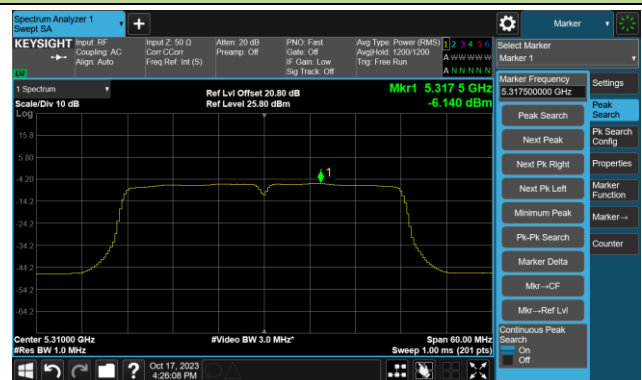 Spectrum Analyzer 1
Swept SA
Marker
KEYSIGHT
Input: RF
Coupling: AC
Align: Auto
Input Z: 50 Ω
Corr CCorr
Freq Ref: Int (S)
Atten: 20 dB
Preamp: Off
PNO: Fast
Gate: Off
IF Gain: Low
Sig Track: Off
Avg Type: Power (RMS)
Avg|Hold: 1200/1200
Trig: Free Run
1 2 3 4 5 6
A W W W W W
A N N N N N
Select Marker
Marker 1
1 Spectrum
Scale/Div 10 dB
Log
Ref Lvl Offset 20.80 dB
Ref Level 25.80 dBm
Mkr1 5.317 5 GHz
-6.140 dBm
15.8
5.80
-4.20
-14.2
-24.2
-34.2
-44.2
-54.2
-64.2
1
Center 5.31000 GHz
#Res BW 1.0 MHz
#Video BW 3.0 MHz*
Span 60.00 MHz
Sweep 1.00 ms (201 pts)
Marker Frequency
5.317500000 GHz
Peak Search
Next Peak
Next Pk Right
Next Pk Left
Minimum Peak
Pk-Pk Search
Marker Delta
Mkr→CF
Mkr→Ref Lvl
Continuous Peak
Search
On
Off
Settings
Peak
Search
Pk Search
Config
Properties
Marker
Function
Marker→
Counter
Oct 17, 2023
4:26:08 PM